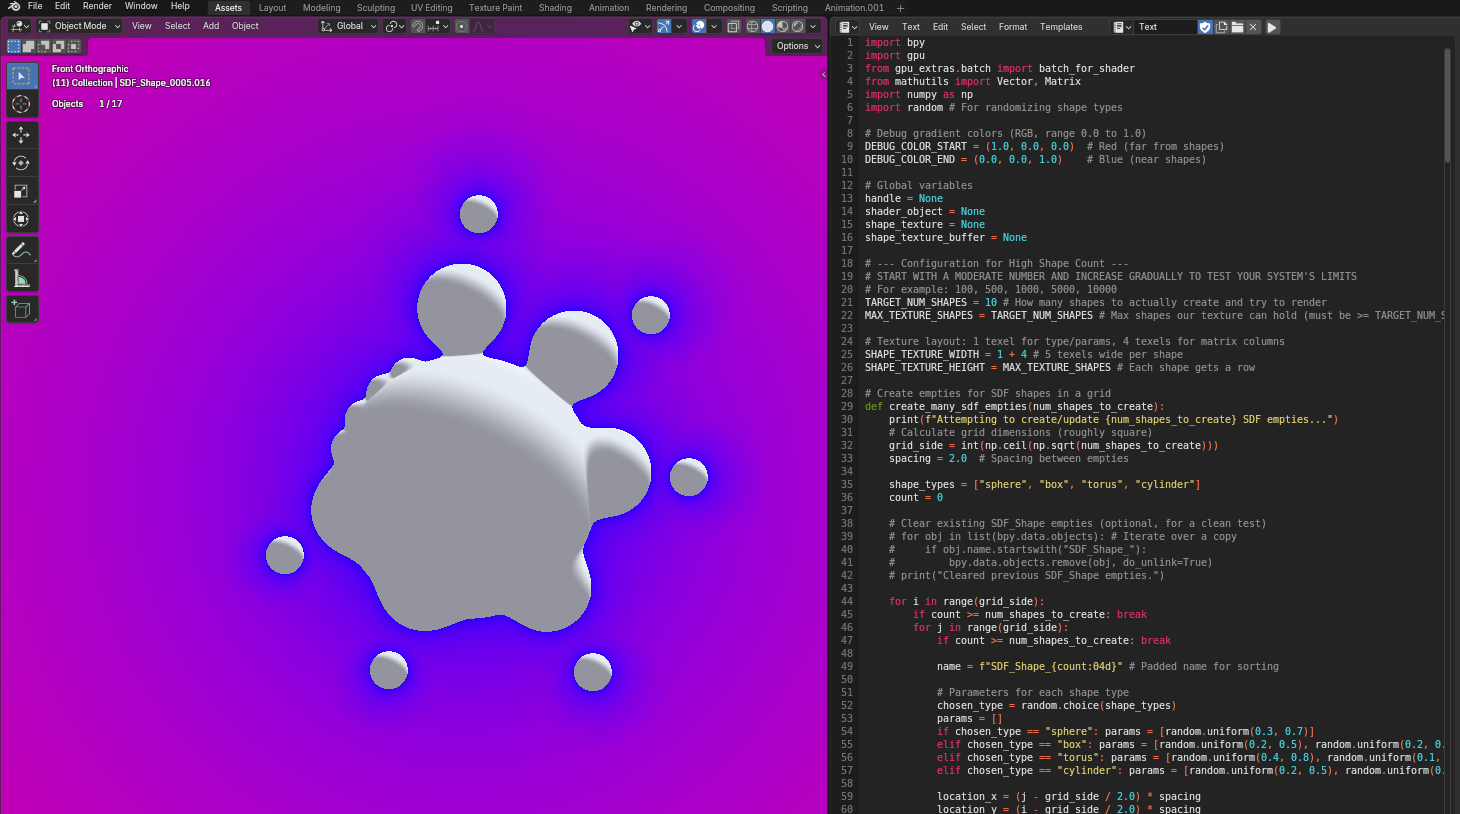 File Edit Render Window Help Assets Layout Modeling Sculpting UV Editing Texture Paint Shading Animation Rendering Compositing Scripting Animation.001 +
Object Mode View Select Add Object Global
Options
Front Orthographic
(11) Collection | SDF_Shape_0005.016
Objects 1 / 17
View Text Edit Select Format Templates Text
1 import bpy
2 import gpu
3 from gpu_extras.batch import batch_for_shader
4 from mathutils import Vector, Matrix
5 import numpy as np
6 import random # For randomizing shape types
7
8 # Debug gradient colors (RGB, range 0.0 to 1.0)
9 DEBUG_COLOR_START = (1.0, 0.0, 0.0)  # Red (far from shapes)
10 DEBUG_COLOR_END = (0.0, 0.0, 1.0)    # Blue (near shapes)
11
12 # Global variables
13 handle = None
14 shader_object = None
15 shape_texture = None
16 shape_texture_buffer = None
17
18 # --- Configuration for High Shape Count ---
19 # START WITH A MODERATE NUMBER AND INCREASE GRADUALLY TO TEST YOUR SYSTEM'S LIMITS
20 # For example: 100, 500, 1000, 5000, 10000
21 TARGET_NUM_SHAPES = 10 # How many shapes to actually create and try to render
22 MAX_TEXTURE_SHAPES = TARGET_NUM_SHAPES # Max shapes our texture can hold (must be >= TARGET_NUM_S
23
24 # Texture layout: 1 texel for type/params, 4 texels for matrix columns
25 SHAPE_TEXTURE_WIDTH = 1 + 4 # 5 texels wide per shape
26 SHAPE_TEXTURE_HEIGHT = MAX_TEXTURE_SHAPES # Each shape gets a row
27
28 # Create empties for SDF shapes in a grid
29 def create_many_sdf_empties(num_shapes_to_create):
30     print(f"Attempting to create/update {num_shapes_to_create} SDF empties...")
31     # Calculate grid dimensions (roughly square)
32     grid_side = int(np.ceil(np.sqrt(num_shapes_to_create)))
33     spacing = 2.0  # Spacing between empties
34
35     shape_types = ["sphere", "box", "torus", "cylinder"]
36     count = 0
37
38     # Clear existing SDF_Shape empties (optional, for a clean test)
39     # for obj in list(bpy.data.objects): # Iterate over a copy
40     #     if obj.name.startswith("SDF_Shape_"):
41     #         bpy.data.objects.remove(obj, do_unlink=True)
42     # print("Cleared previous SDF_Shape empties.")
43
44     for i in range(grid_side):
45         if count >= num_shapes_to_create: break
46         for j in range(grid_side):
47             if count >= num_shapes_to_create: break
48
49             name = f"SDF_Shape_{count:04d}" # Padded name for sorting
50
51             # Parameters for each shape type
52             chosen_type = random.choice(shape_types)
53             params = []
54             if chosen_type == "sphere": params = [random.uniform(0.3, 0.7)]
55             elif chosen_type == "box": params = [random.uniform(0.2, 0.5), random.uniform(0.2, 0.
56             elif chosen_type == "torus": params = [random.uniform(0.4, 0.8), random.uniform(0.1,
57             elif chosen_type == "cylinder": params = [random.uniform(0.2, 0.5), random.uniform(0.
58
59             location_x = (j - grid_side / 2.0) * spacing
60             location_y = (i - grid_side / 2.0) * spacing